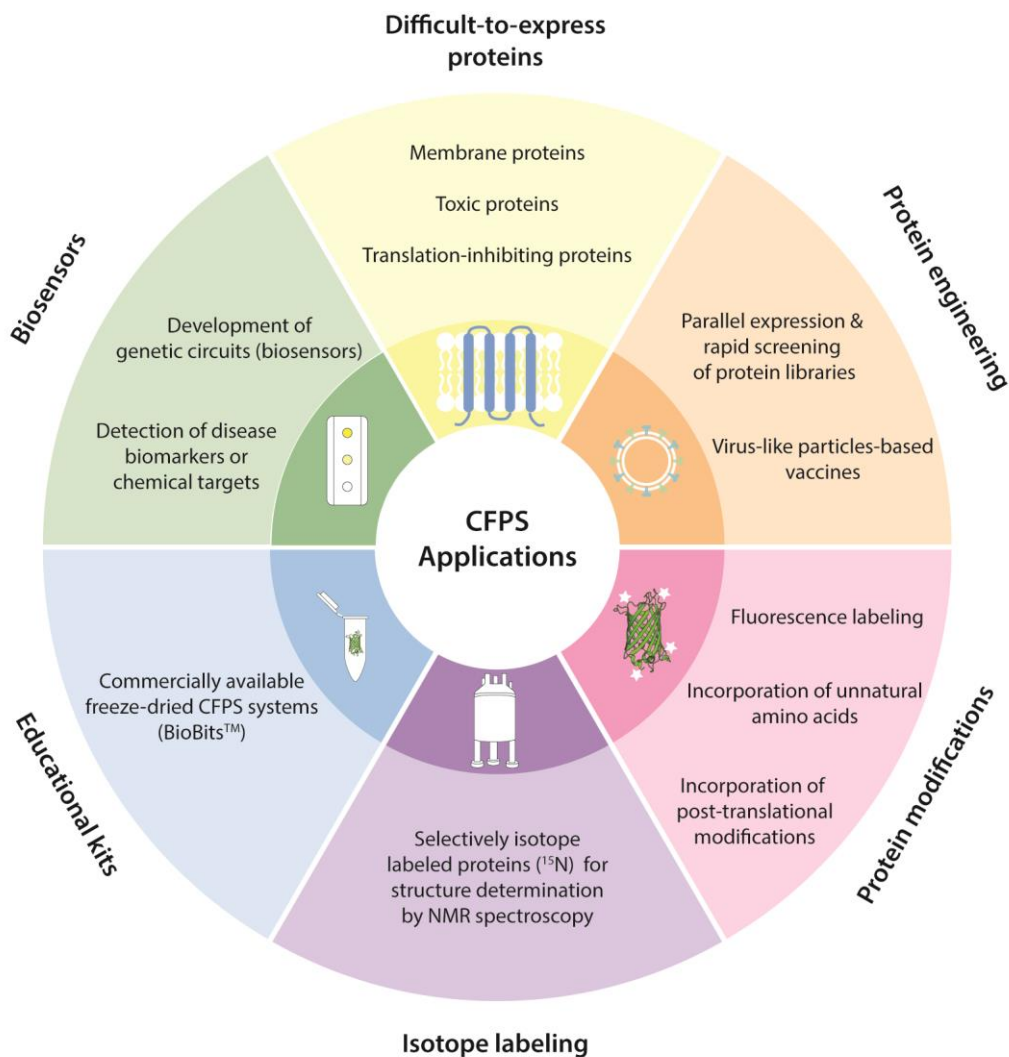 Difficult-to-express
proteins
Membrane proteins
Toxic proteins
Translation-inhibiting proteins
Protein engineering
Parallel expression &
rapid screening
of protein libraries
Virus-like particles-based
vaccines
Protein modifications
Fluorescence labeling
Incorporation of unnatural
amino acids
Incorporation of
post-translational
modifications
Isotope labeling
Selectively isotope
labeled proteins (¹⁵N) for
structure determination
by NMR spectroscopy
Educational kits
Commercially available
freeze-dried CFPS systems
(BioBits™)
Biosensors
Development of
genetic circuits (biosensors)
Detection of disease
biomarkers or
chemical targets
CFPS
Applications